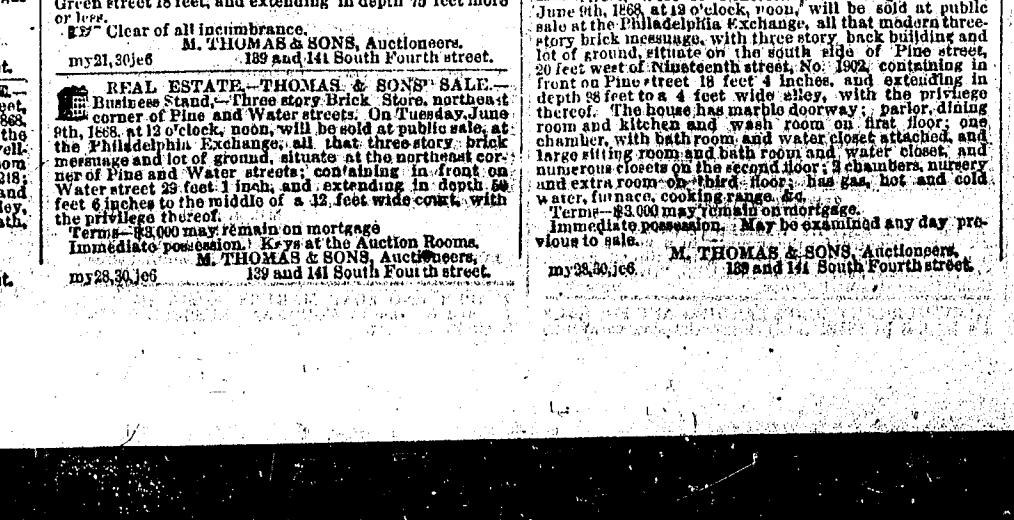 Green street 18 feet, and extending in depth 75 feet more
or less.
☞ Clear of all incumbrance.
M. THOMAS & SONS, Auctioneers.
my21,30je6 139 and 141 South Fourth street.
REAL ESTATE.—THOMAS & SONS' SALE.—
Business Stand,—Three story Brick Store, northeast
corner of Pine and Water streets. On Tuesday, June
9th, 1868, at 12 o'clock, noon, will be sold at public sale, at
the Philadelphia Exchange, all that three-story brick
messuage and lot of ground, situate at the northeast cor-
ner of Pine and Water streets; containing in front on
Water street 29 feet 1 inch, and extending in depth
feet 6 inches to the middle of a 12 feet wide court, with
the privilege thereof.
Terms—$3,000 may remain on mortgage
Immediate possession. Keys at the Auction Rooms.
M. THOMAS & SONS, Auctioneers,
my28,30,je6 139 and 141 South Fourth street.
June 9th, 1868, at 12 o'clock, noon, will be sold at public
sale at the Philadelphia Exchange, all that modern three-
story brick messuage, with three story back building and
lot of ground, situate on the south side of Pine street,
20 feet west of Nineteenth street, No. 1902, containing in
front on Pine street 18 feet 4 inches, and extending in
depth 98 feet to a 4 feet wide alley, with the privilege
thereof. The house has marble doorway; parlor, dining
room and kitchen and wash room on first floor; one
chamber, with bath room and water closet attached, and
large sitting room and bath room and water closet, and
numerous closets on the second floor; 2 chambers, nursery
and extra room on third floor; has gas, hot and cold
water, furnace, cooking range, &c.
Terms—$3,000 may remain on mortgage.
Immediate possession. May be examined any day pre-
vious to sale.
M. THOMAS & SONS, Auctioneers,
my28,30,je6 139 and 141 South Fourth street.